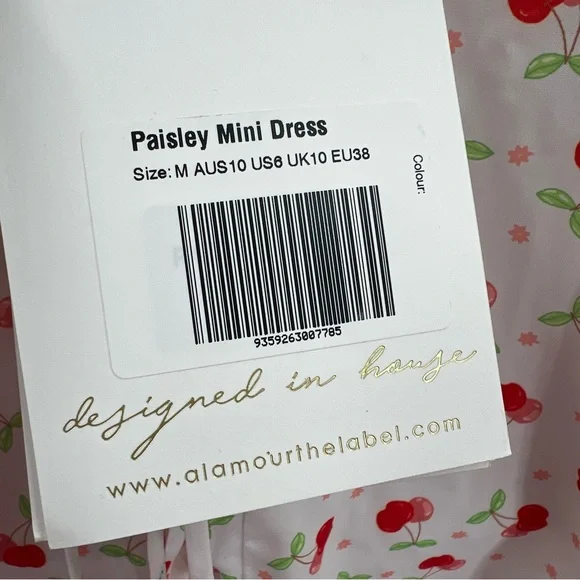 Paisley Mini Dress
Size: M AUS10 US6 UK10 EU38
Colour:
9359263007785
designed in house
www.alamourthelabel.com